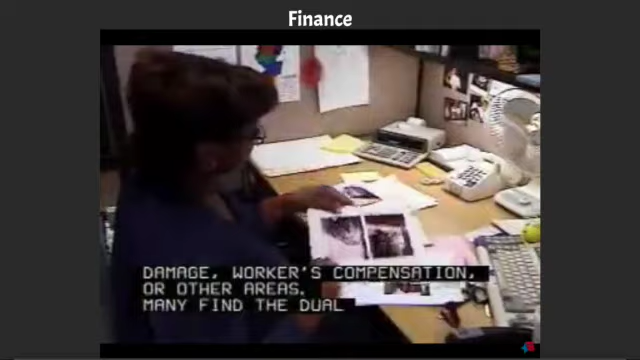 Finance
DAMAGE, WORKER'S COMPENSATION,
OR OTHER AREAS.
MANY FIND THE DUAL